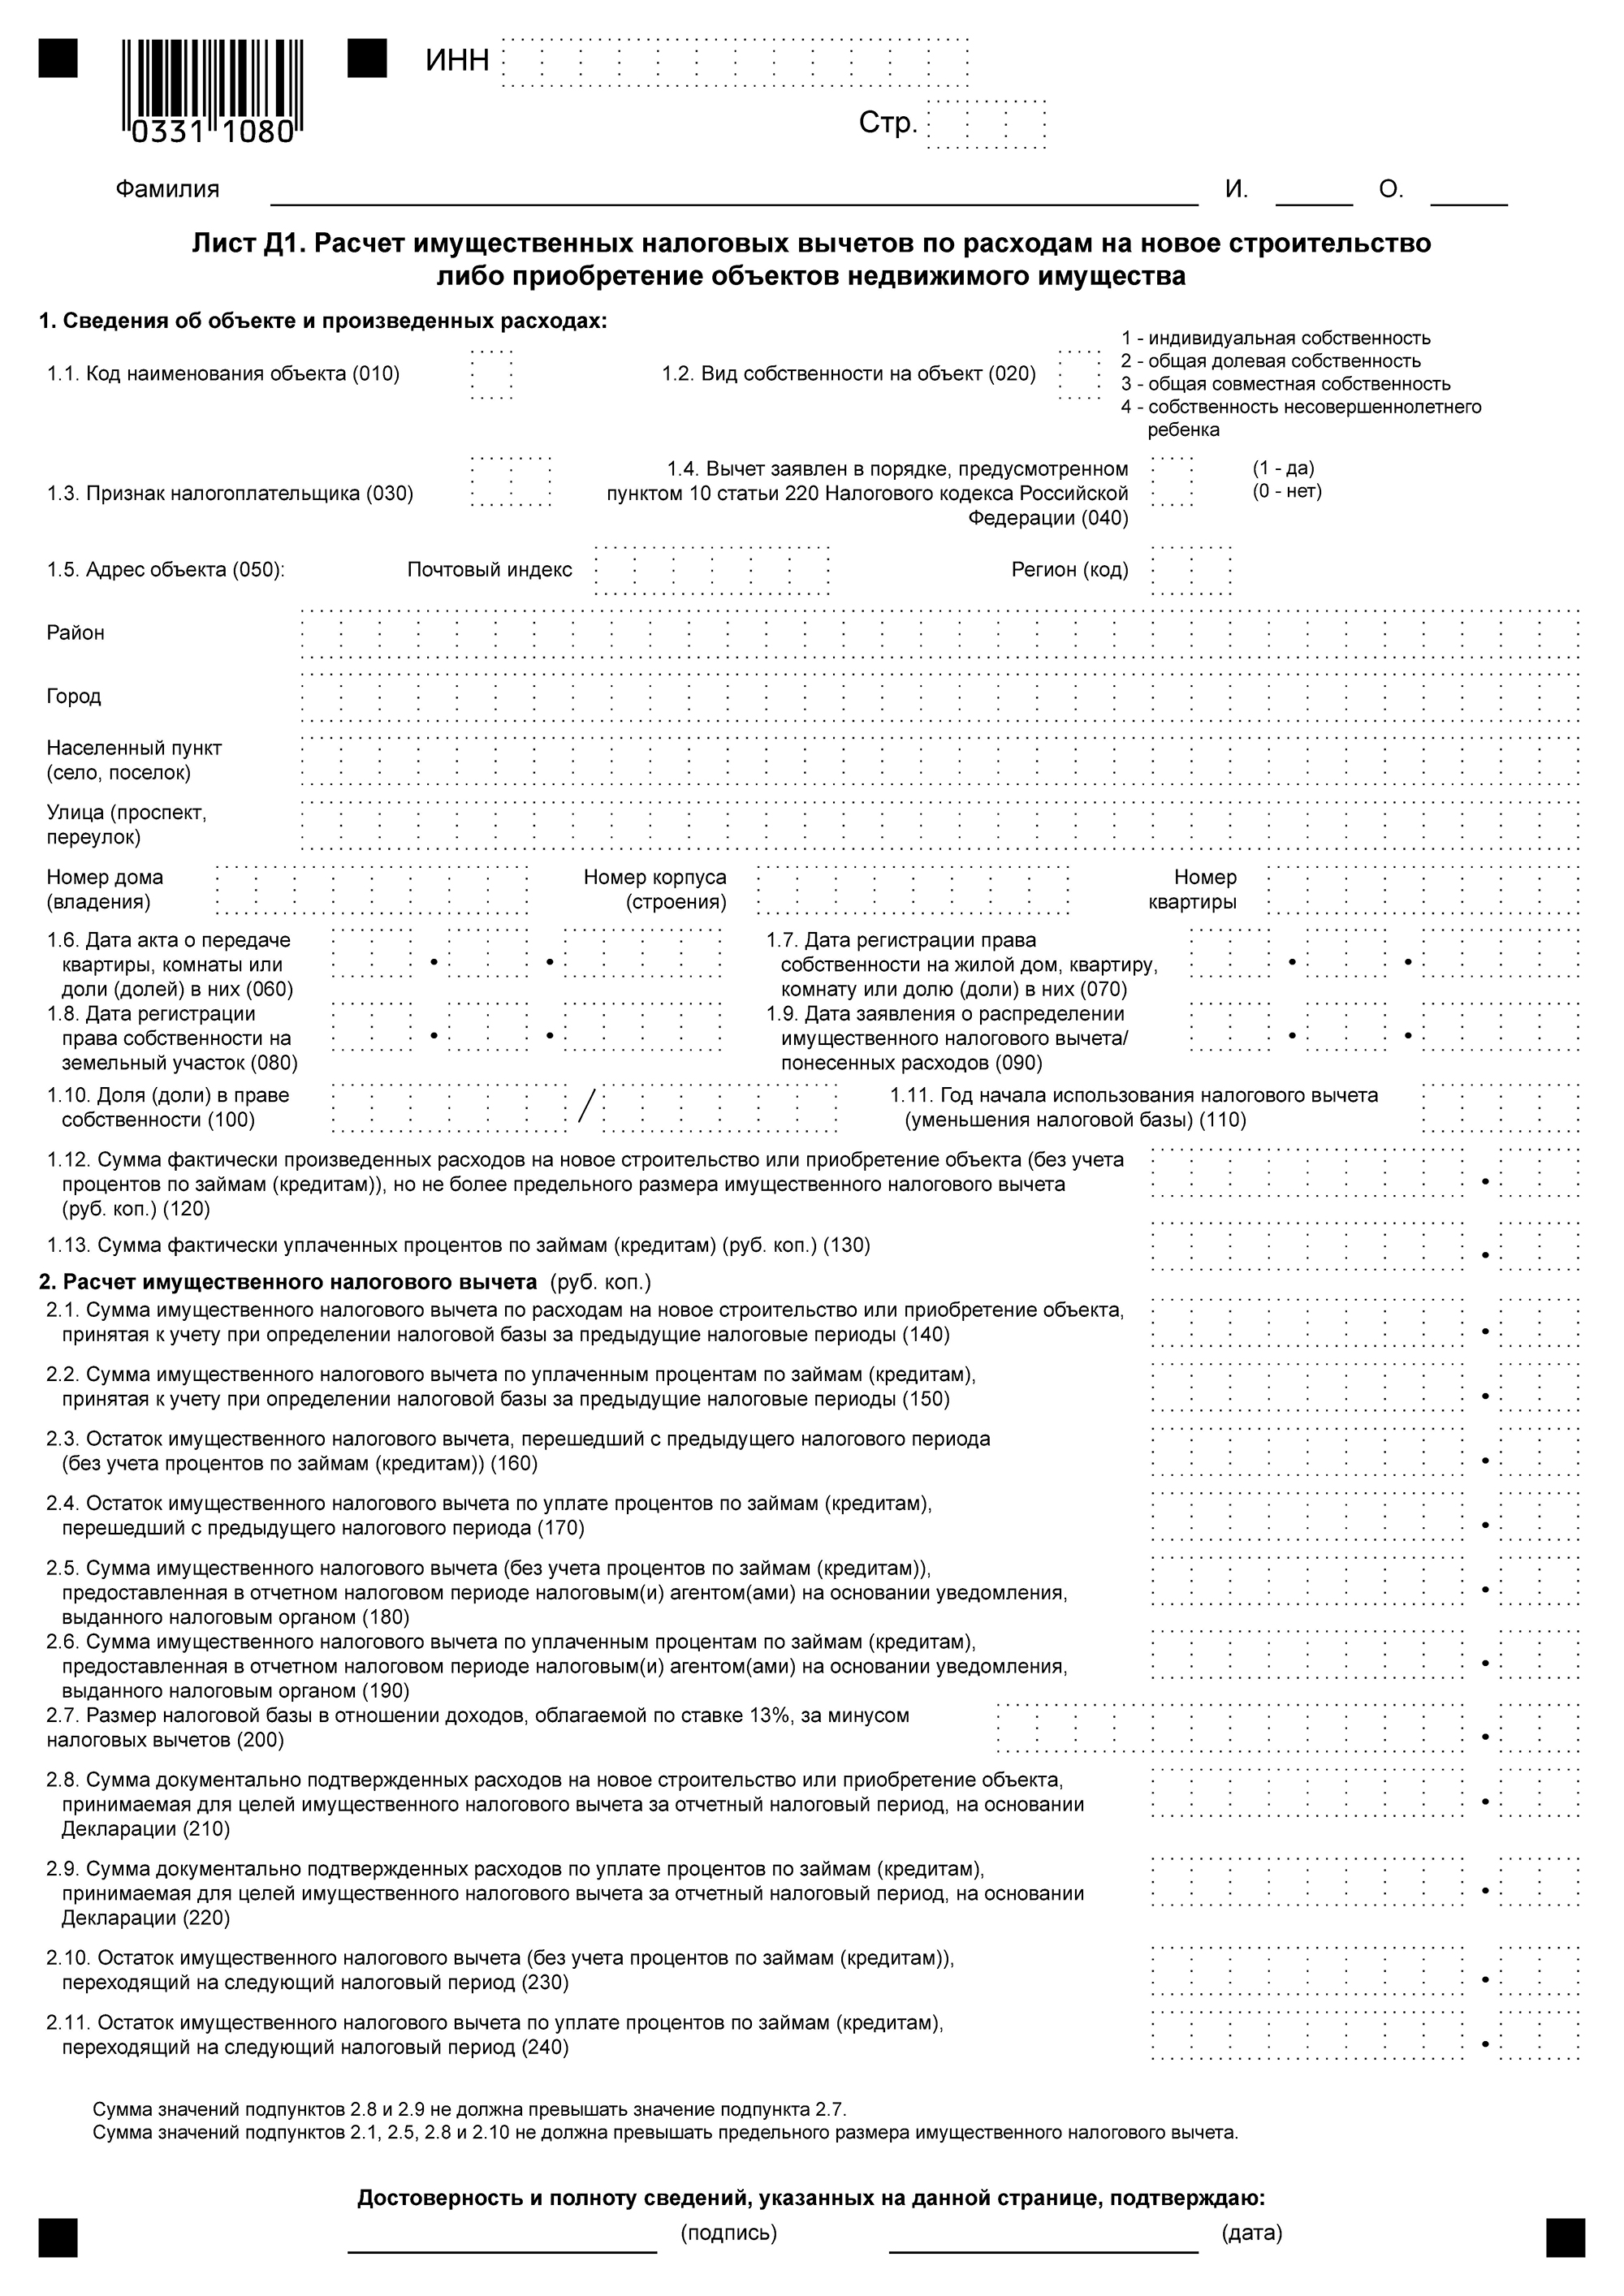 ИНН
0331 1080
Стр.
Фамилия И. О.
Лист Д1. Расчет имущественных налоговых вычетов по расходам на новое строительство
либо приобретение объектов недвижимого имущества
1. Сведения об объекте и произведенных расходах:
1.1. Код наименования объекта (010)
1.2. Вид собственности на объект (020)
1 - индивидуальная собственность
2 - общая долевая собственность
3 - общая совместная собственность
4 - собственность несовершеннолетнего
ребенка
1.3. Признак налогоплательщика (030)
1.4. Вычет заявлен в порядке, предусмотренном
пунктом 10 статьи 220 Налогового кодекса Российской
Федерации (040)
(1 - да)
(0 - нет)
1.5. Адрес объекта (050): Почтовый индекс Регион (код)
Район
Город
Населенный пункт
(село, поселок)
Улица (проспект,
переулок)
Номер дома
(владения)
Номер корпуса
(строения)
Номер
квартиры
1.6. Дата акта о передаче
квартиры, комнаты или
доли (долей) в них (060)
1.7. Дата регистрации права
собственности на жилой дом, квартиру,
комнату или долю (доли) в них (070)
1.8. Дата регистрации
права собственности на
земельный участок (080)
1.9. Дата заявления о распределении
имущественного налогового вычета/
понесенных расходов (090)
1.10. Доля (доли) в праве
собственности (100)
/
1.11. Год начала использования налогового вычета
(уменьшения налоговой базы) (110)
1.12. Сумма фактически произведенных расходов на новое строительство или приобретение объекта (без учета
процентов по займам (кредитам)), но не более предельного размера имущественного налогового вычета
(руб. коп.) (120)
1.13. Сумма фактически уплаченных процентов по займам (кредитам) (руб. коп.) (130)
2. Расчет имущественного налогового вычета (руб. коп.)
2.1. Сумма имущественного налогового вычета по расходам на новое строительство или приобретение объекта,
принятая к учету при определении налоговой базы за предыдущие налоговые периоды (140)
2.2. Сумма имущественного налогового вычета по уплаченным процентам по займам (кредитам),
принятая к учету при определении налоговой базы за предыдущие налоговые периоды (150)
2.3. Остаток имущественного налогового вычета, перешедший с предыдущего налогового периода
(без учета процентов по займам (кредитам)) (160)
2.4. Остаток имущественного налогового вычета по уплате процентов по займам (кредитам),
перешедший с предыдущего налогового периода (170)
2.5. Сумма имущественного налогового вычета (без учета процентов по займам (кредитам)),
предоставленная в отчетном налоговом периоде налоговым(и) агентом(ами) на основании уведомления,
выданного налоговым органом (180)
2.6. Сумма имущественного налогового вычета по уплаченным процентам по займам (кредитам),
предоставленная в отчетном налоговом периоде налоговым(и) агентом(ами) на основании уведомления,
выданного налоговым органом (190)
2.7. Размер налоговой базы в отношении доходов, облагаемой по ставке 13%, за минусом
налоговых вычетов (200)
2.8. Сумма документально подтвержденных расходов на новое строительство или приобретение объекта,
принимаемая для целей имущественного налогового вычета за отчетный налоговый период, на основании
Декларации (210)
2.9. Сумма документально подтвержденных расходов по уплате процентов по займам (кредитам),
принимаемая для целей имущественного налогового вычета за отчетный налоговый период, на основании
Декларации (220)
2.10. Остаток имущественного налогового вычета (без учета процентов по займам (кредитам)),
переходящий на следующий налоговый период (230)
2.11. Остаток имущественного налогового вычета по уплате процентов по займам (кредитам),
переходящий на следующий налоговый период (240)
Сумма значений подпунктов 2.8 и 2.9 не должна превышать значение подпункта 2.7.
Сумма значений подпунктов 2.1, 2.5, 2.8 и 2.10 не должна превышать предельного размера имущественного налогового вычета.
Достоверность и полноту сведений, указанных на данной странице, подтверждаю:
(подпись) (дата)